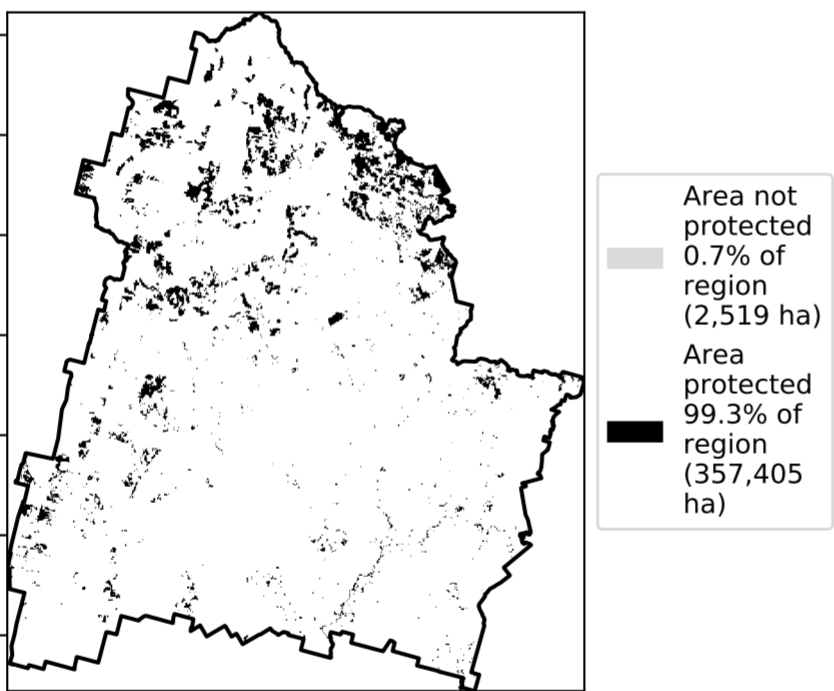 Area not
protected
0.7% of
region
(2,519 ha)
Area
protected
99.3% of
region
(357,405
ha)